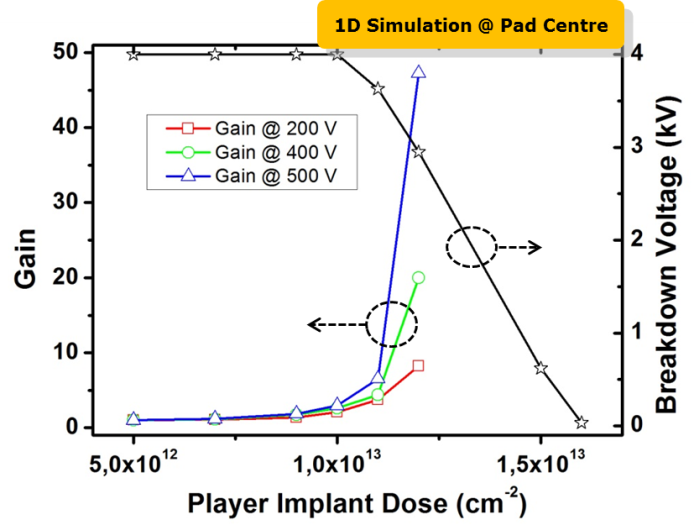 1D Simulation @ Pad Centre
50
40
30
20
10
0
Gain
Gain @ 200 V
Gain @ 400 V
Gain @ 500 V
4
3
2
1
0
Breakdown Voltage (kV)
5,0x10¹²
1,0x10¹³
1,5x10¹³
Player Implant Dose (cm⁻²)